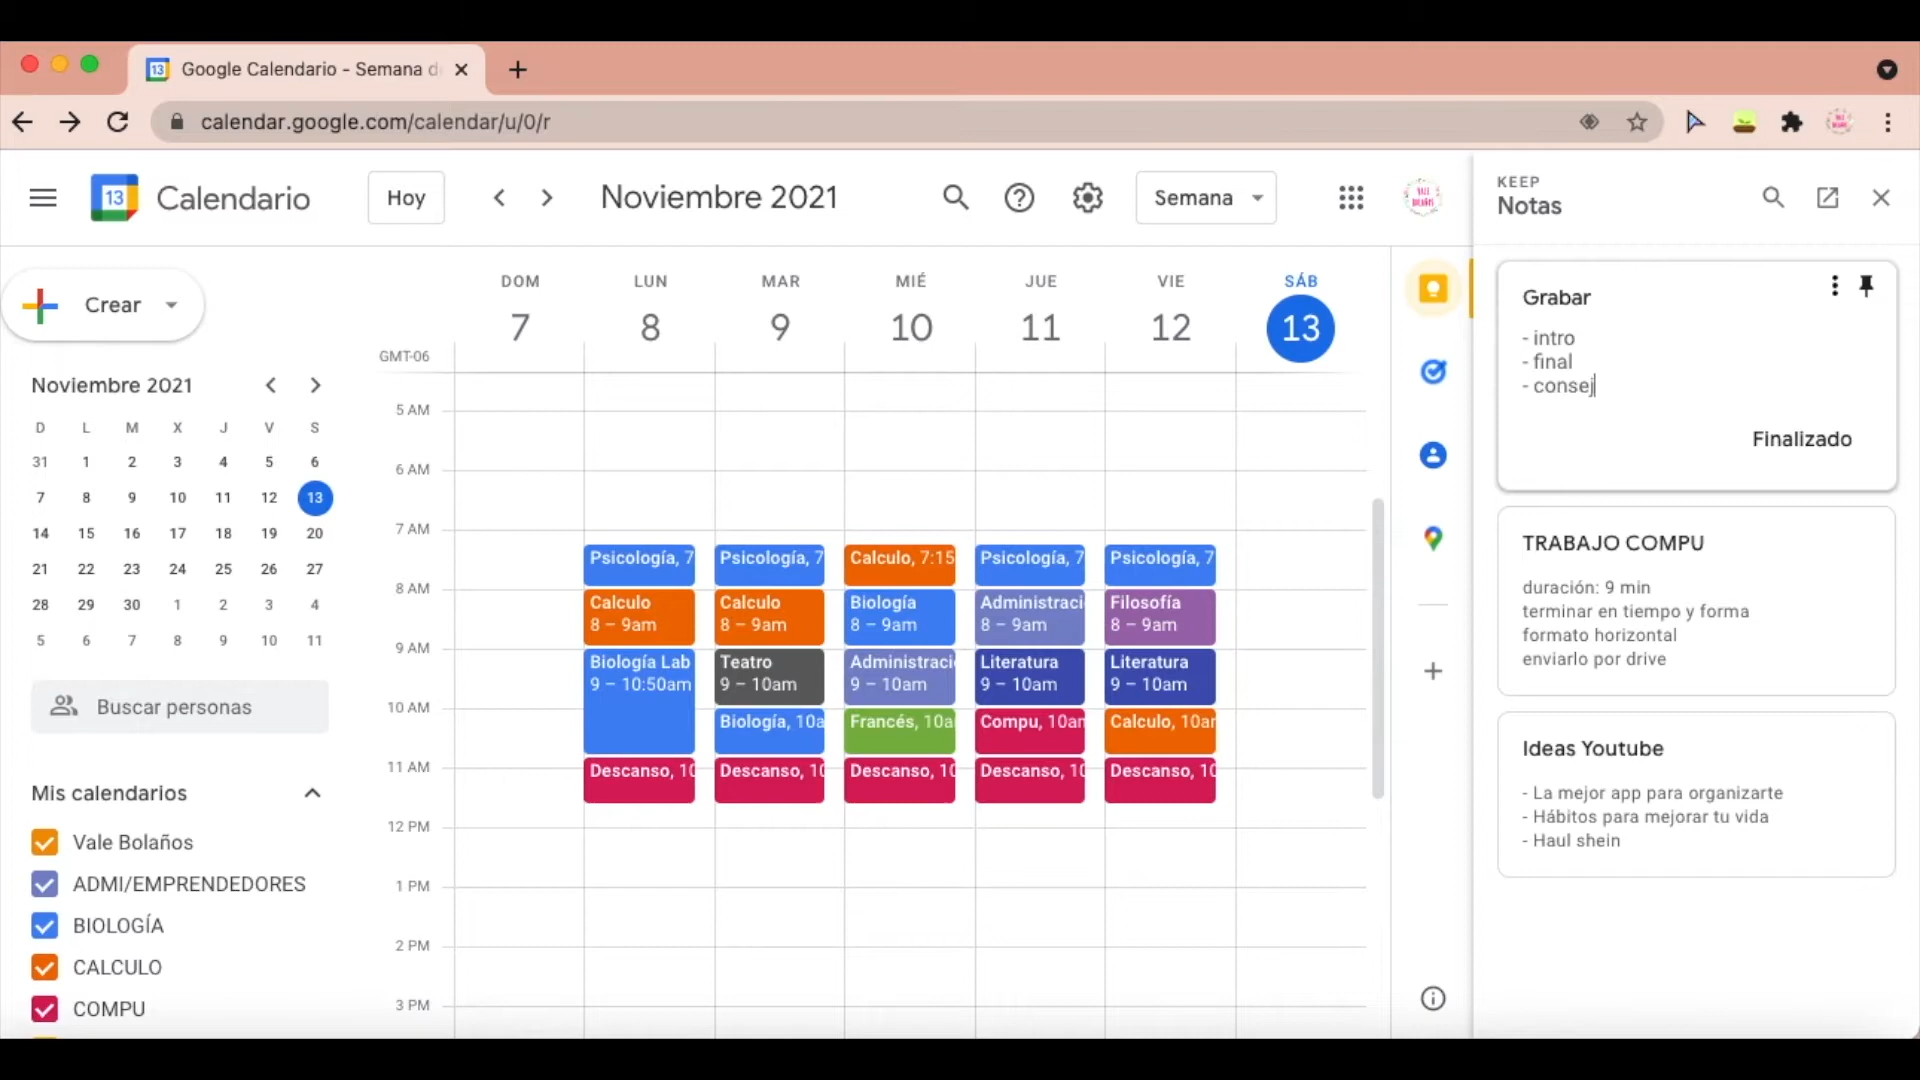 Google Calendario - Semana d
calendar.google.com/calendar/u/0/r
13
Calendario
Hoy
Noviembre 2021
Semana
KEEP
Notas
Crear
Noviembre 2021
D L M X J V S
31 1 2 3 4 5 6
7 8 9 10 11 12 13
14 15 16 17 18 19 20
21 22 23 24 25 26 27
28 29 30 1 2 3 4
5 6 7 8 9 10 11
Buscar personas
Mis calendarios
Vale Bolaños
ADMI/EMPRENDEDORES
BIOLOGÍA
CALCULO
COMPU
DOM LUN MAR MIÉ JUE VIE SÁB
7 8 9 10 11 12 13
GMT-06
5 AM
6 AM
7 AM
Psicología, 7 Psicología, 7 Calculo, 7:15 Psicología, 7 Psicología, 7
8 AM
Calculo Calculo Biología Administraci Filosofía
8 – 9am 8 – 9am 8 – 9am 8 – 9am 8 – 9am
9 AM
Biología Lab Teatro Administraci Literatura Literatura
9 – 10:50am 9 – 10am 9 – 10am 9 – 10am 9 – 10am
10 AM
Biología, 10a Francés, 10a Compu, 10am Calculo, 10am
11 AM
Descanso, 10 Descanso, 10 Descanso, 10 Descanso, 10 Descanso, 10
12 PM
1 PM
2 PM
3 PM
Grabar
- intro
- final
- consej
Finalizado
TRABAJO COMPU
duración: 9 min
terminar en tiempo y forma
formato horizontal
enviarlo por drive
Ideas Youtube
- La mejor app para organizarte
- Hábitos para mejorar tu vida
- Haul shein